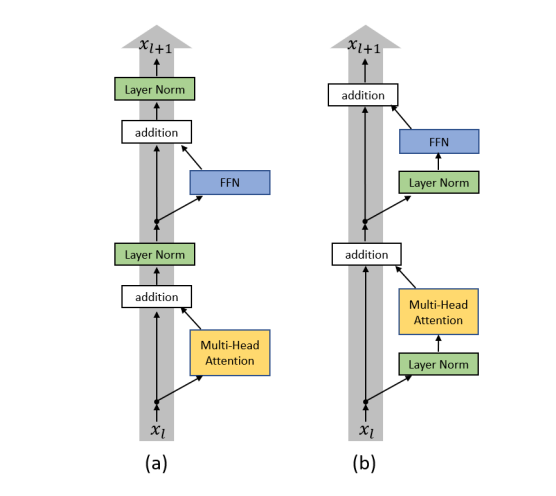 x_{l+1}
Layer Norm
addition
FFN
Layer Norm
addition
Multi-Head
Attention
x_l
(a)
x_{l+1}
addition
FFN
Layer Norm
addition
Multi-Head
Attention
Layer Norm
x_l
(b)